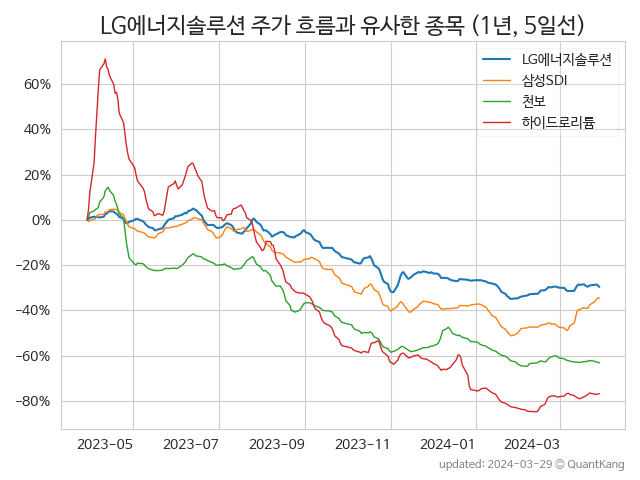 LG에너지솔루션 주가 흐름과 유사한 종목 (1년, 5일선)
LG에너지솔루션
삼성SDI
천보
하이드로리튬
60%
40%
20%
0%
−20%
−40%
−60%
−80%
2023-05 2023-07 2023-09 2023-11 2024-01 2024-03
updated: 2024-03-29 © QuantKang